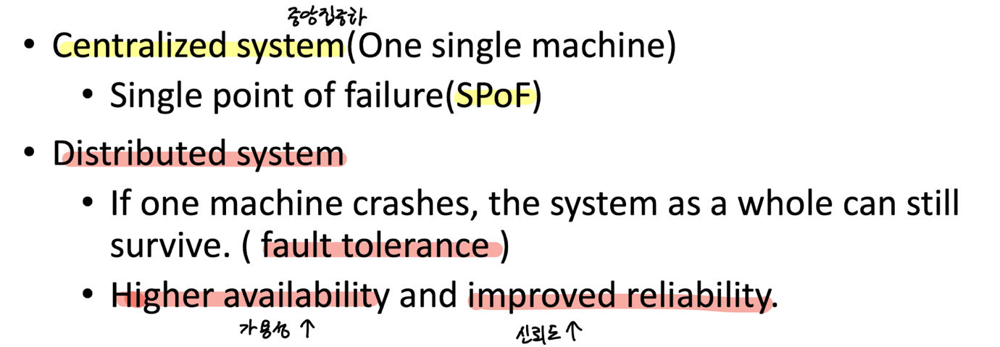 중앙집중화
• Centralized system(One single machine)
• Single point of failure(SPoF)
• Distributed system
• If one machine crashes, the system as a whole can still
survive. ( fault tolerance )
• Higher availability and improved reliability.
가용성 ↑ 신뢰도 ↑